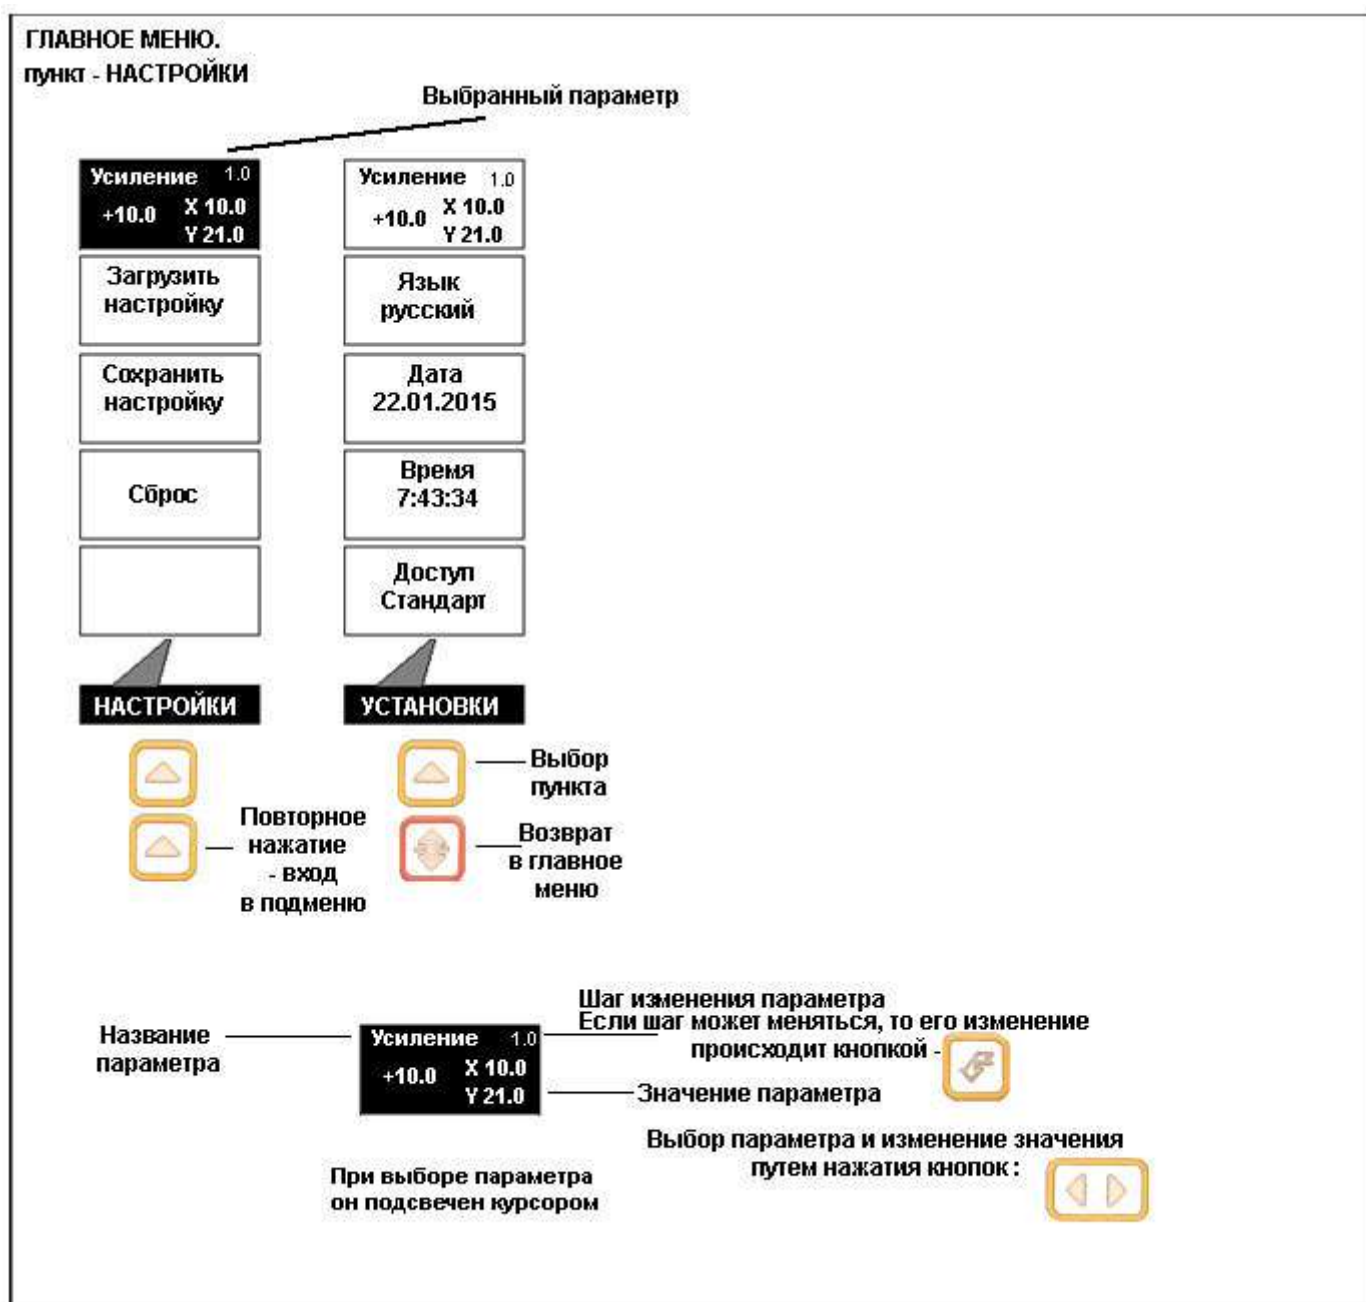 ГЛАВНОЕ МЕНЮ.
пункт - НАСТРОЙКИ
Выбранный параметр
Усиление 1.0
+10.0 X 10.0
Y 21.0
Загрузить
настройку
Сохранить
настройку
Сброс
НАСТРОЙКИ
Повторное
нажатие
- вход
в подменю
Усиление 1.0
+10.0 X 10.0
Y 21.0
Язык
русский
Дата
22.01.2015
Время
7:43:34
Доступ
Стандарт
УСТАНОВКИ
Выбор
пункта
Возврат
в главное
меню
Название
параметра
Усиление 1.0
+10.0 X 10.0
Y 21.0
Шаг изменения параметра
Если шаг может меняться, то его изменение
происходит кнопкой -
Значение параметра
Выбор параметра и изменение значения
путем нажатия кнопок :
При выборе параметра
он подсвечен курсором